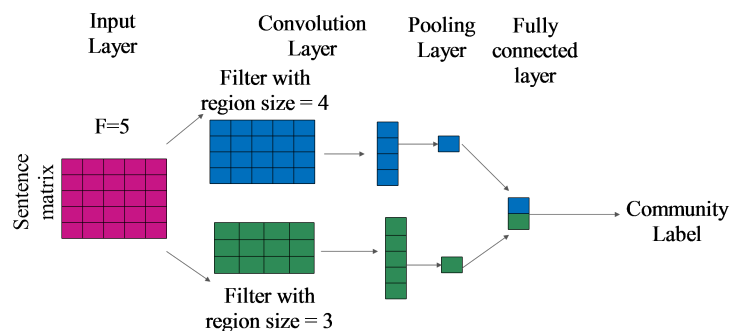 Input
Layer
Convolution
Layer
Pooling
Layer
Fully
connected
layer
Filter with
region size = 4
F=5
Sentence
matrix
Community
Label
Filter with
region size = 3